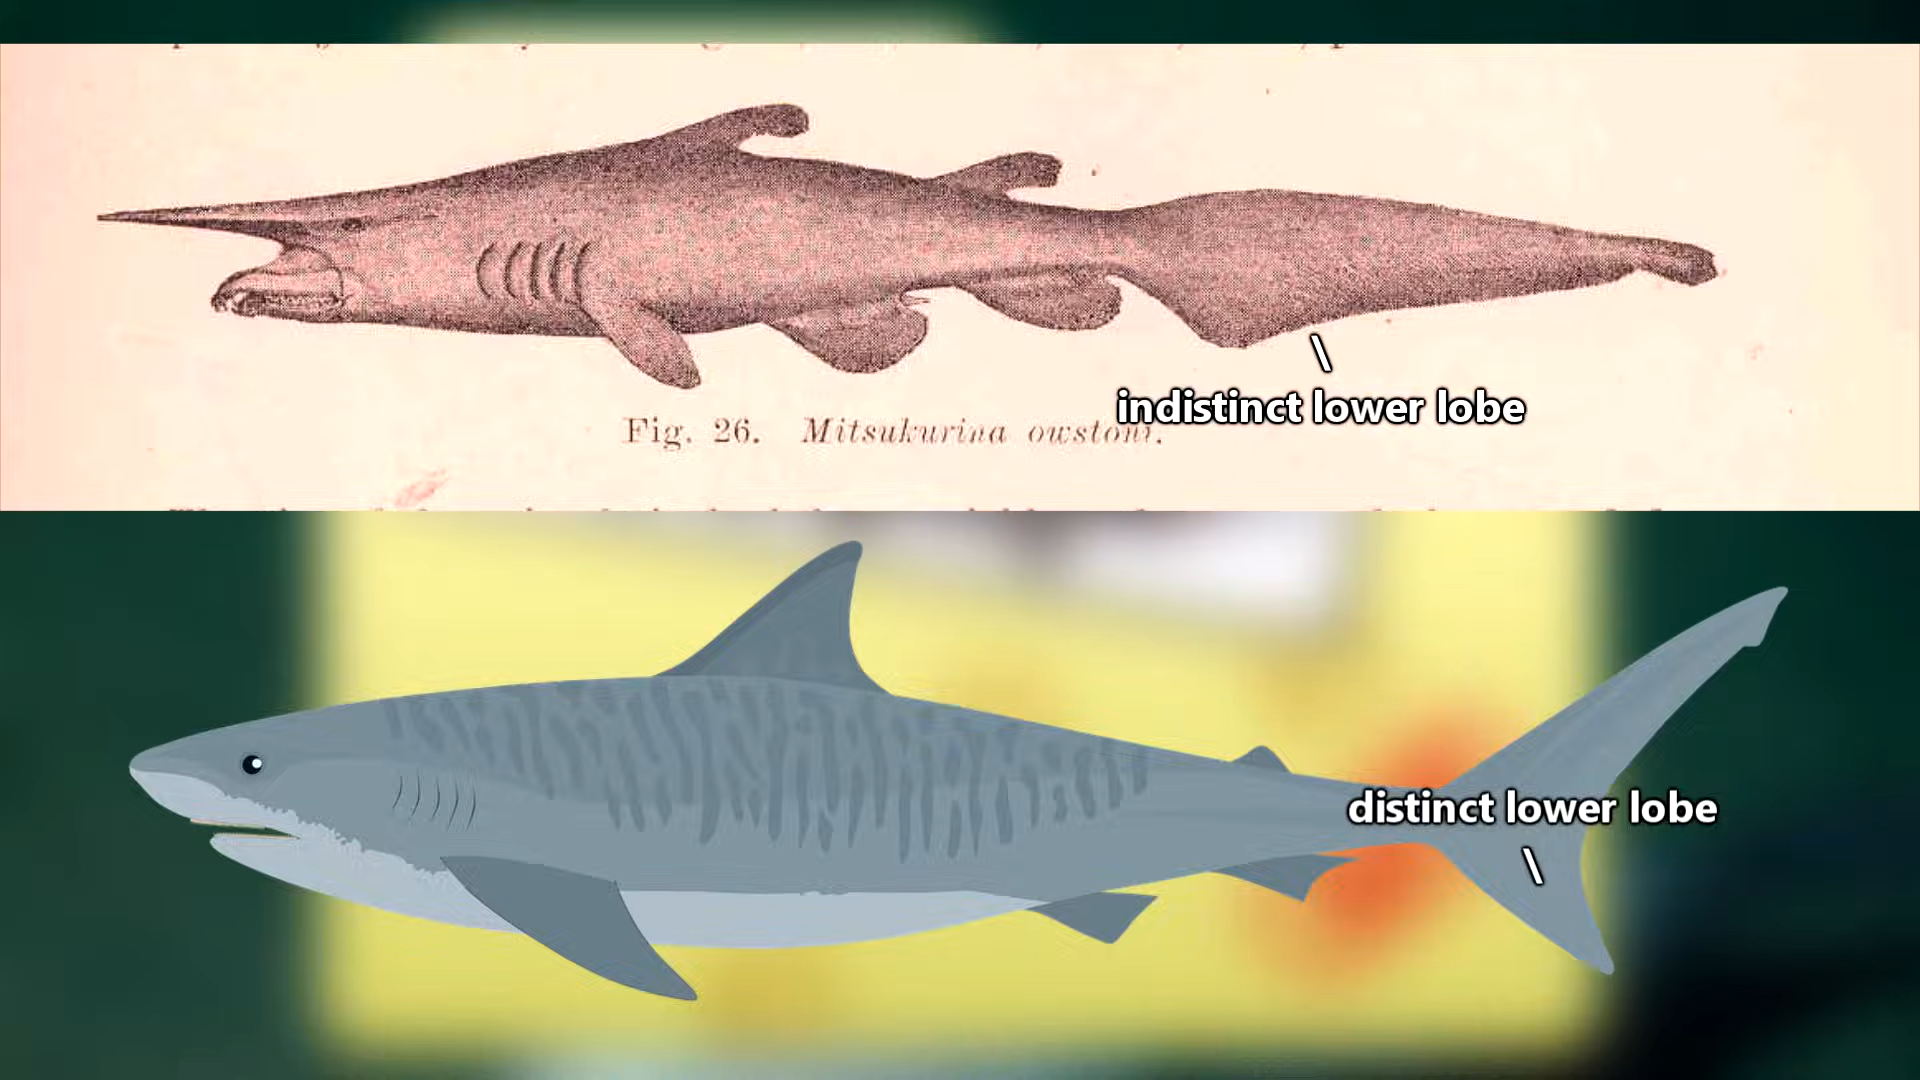 indistinct lower lobe
Fig. 26. Mitsukurina owstoni.
distinct lower lobe